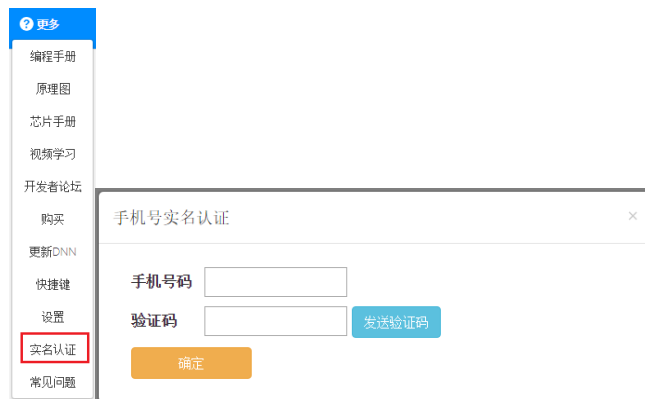 更多
编程手册
原理图
芯片手册
视频学习
开发者论坛
购买
更新DNN
快捷键
设置
实名认证
常见问题
手机号实名认证
×
手机号码
验证码
发送验证码
确定